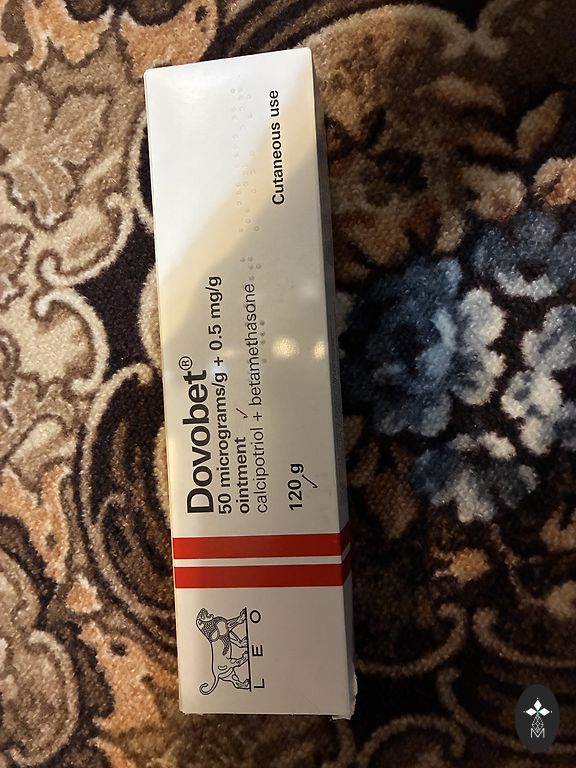 Dovobet®
50 micrograms/g + 0.5 mg/g
ointment
calcipotriol + betamethasone
120 g
Cutaneous use
LEO
M